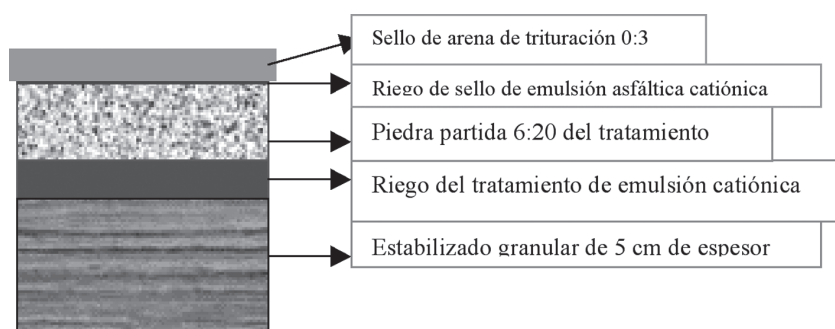 Sello de arena de trituración 0:3
Riego de sello de emulsión asfáltica catiónica
Piedra partida 6:20 del tratamiento
Riego del tratamiento de emulsión catiónica
Estabilizado granular de 5 cm de espesor